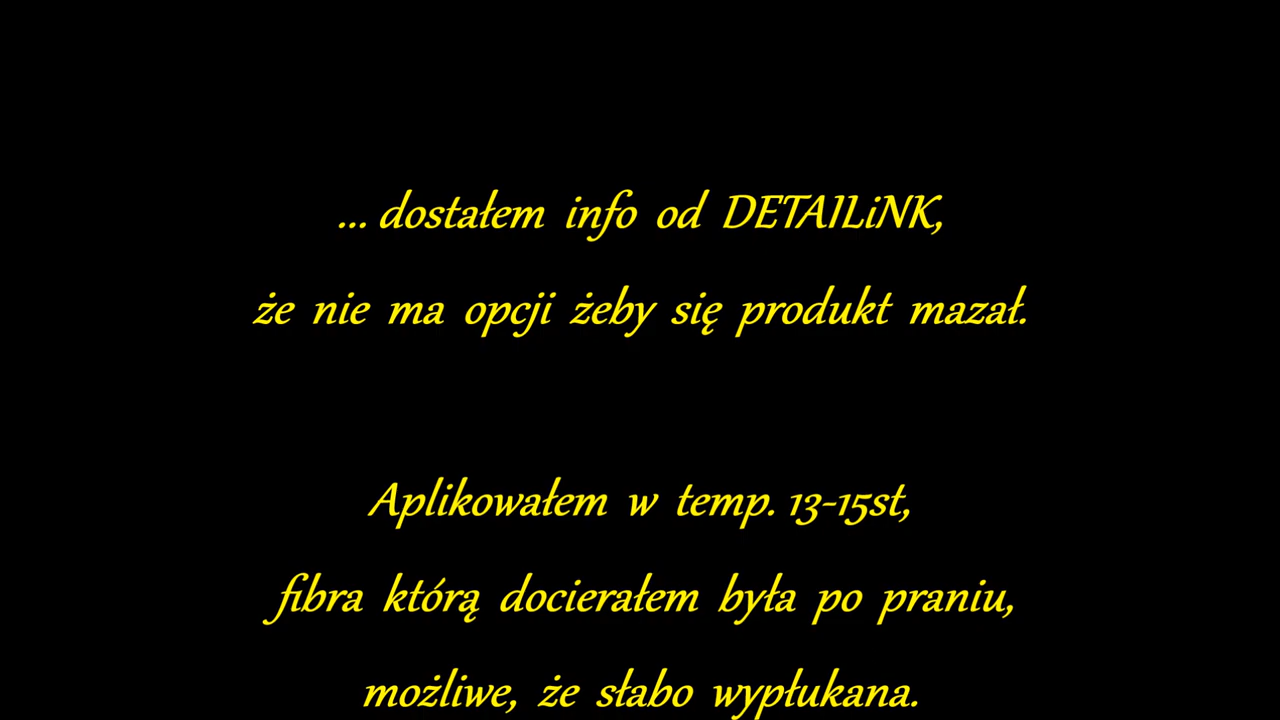 ... dostałem info od DETAILiNK,
że nie ma opcji żeby się produkt mazał.
Aplikowałem w temp. 13-15st,
fibra którą docierałem była po praniu,
możliwe, że słabo wypłukana.